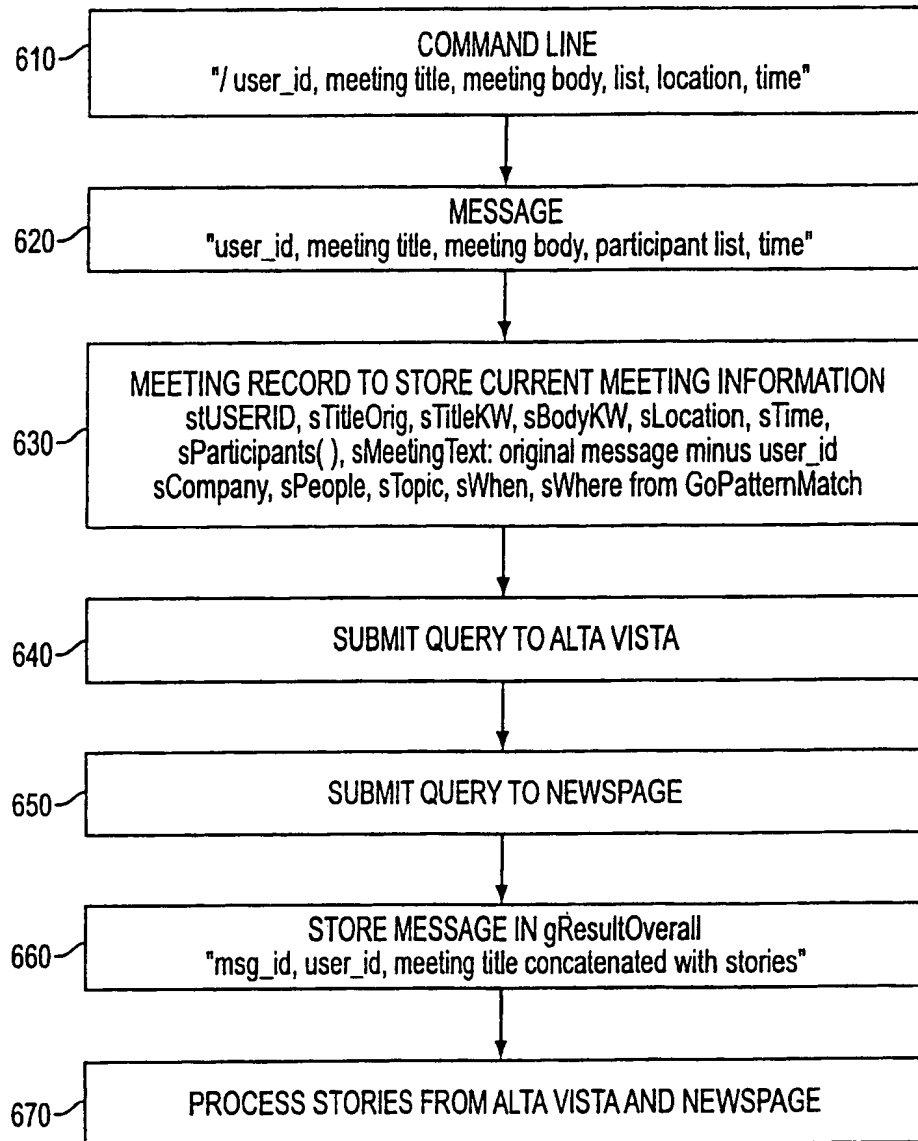 610
COMMAND LINE
"/ user_id, meeting title, meeting body, list, location, time"
620
MESSAGE
"user_id, meeting title, meeting body, participant list, time"
630
MEETING RECORD TO STORE CURRENT MEETING INFORMATION
stUSERID, sTitleOrig, sTitleKW, sBodyKW, sLocation, sTime,
sParticipants( ), sMeetingText: original message minus user_id
sCompany, sPeople, sTopic, sWhen, sWhere from GoPatternMatch
640
SUBMIT QUERY TO ALTA VISTA
650
SUBMIT QUERY TO NEWSPAGE
660
STORE MESSAGE IN gResultOverall
"msg_id, user_id, meeting title concatenated with stories"
670
PROCESS STORIES FROM ALTA VISTA AND NEWSPAGE